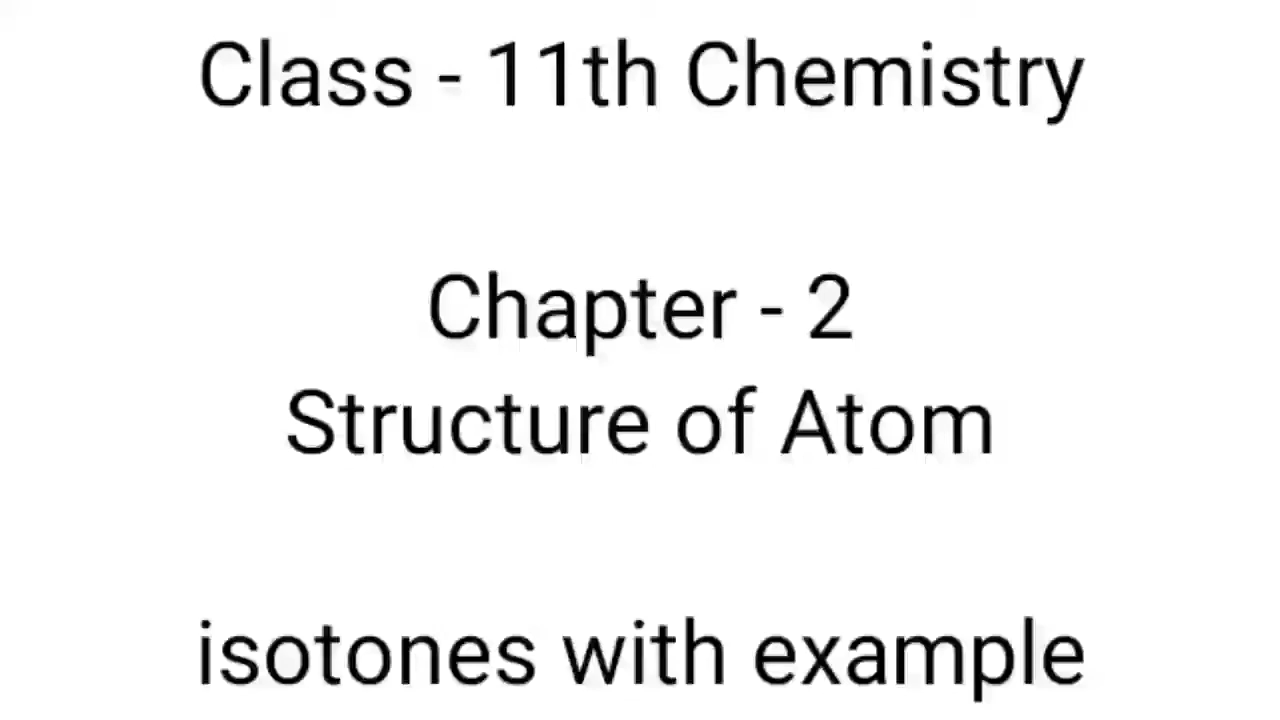 Class - 11th Chemistry
Chapter - 2
Structure of Atom
isotones with example